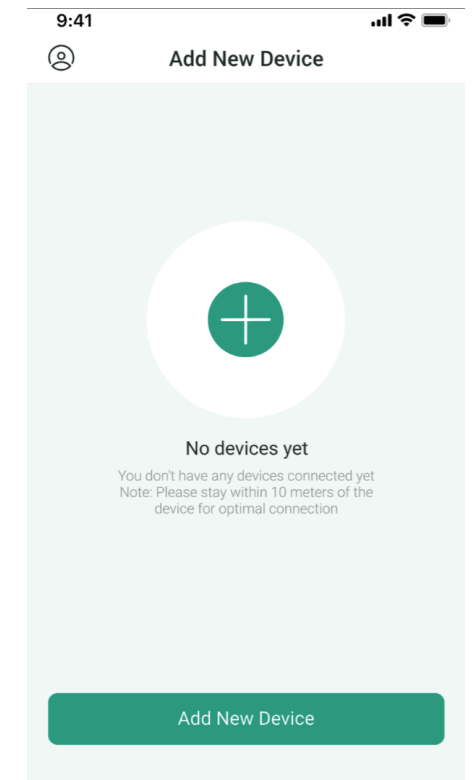 9:41
Add New Device
No devices yet
You don't have any devices connected yet
Note: Please stay within 10 meters of the
device for optimal connection
Add New Device